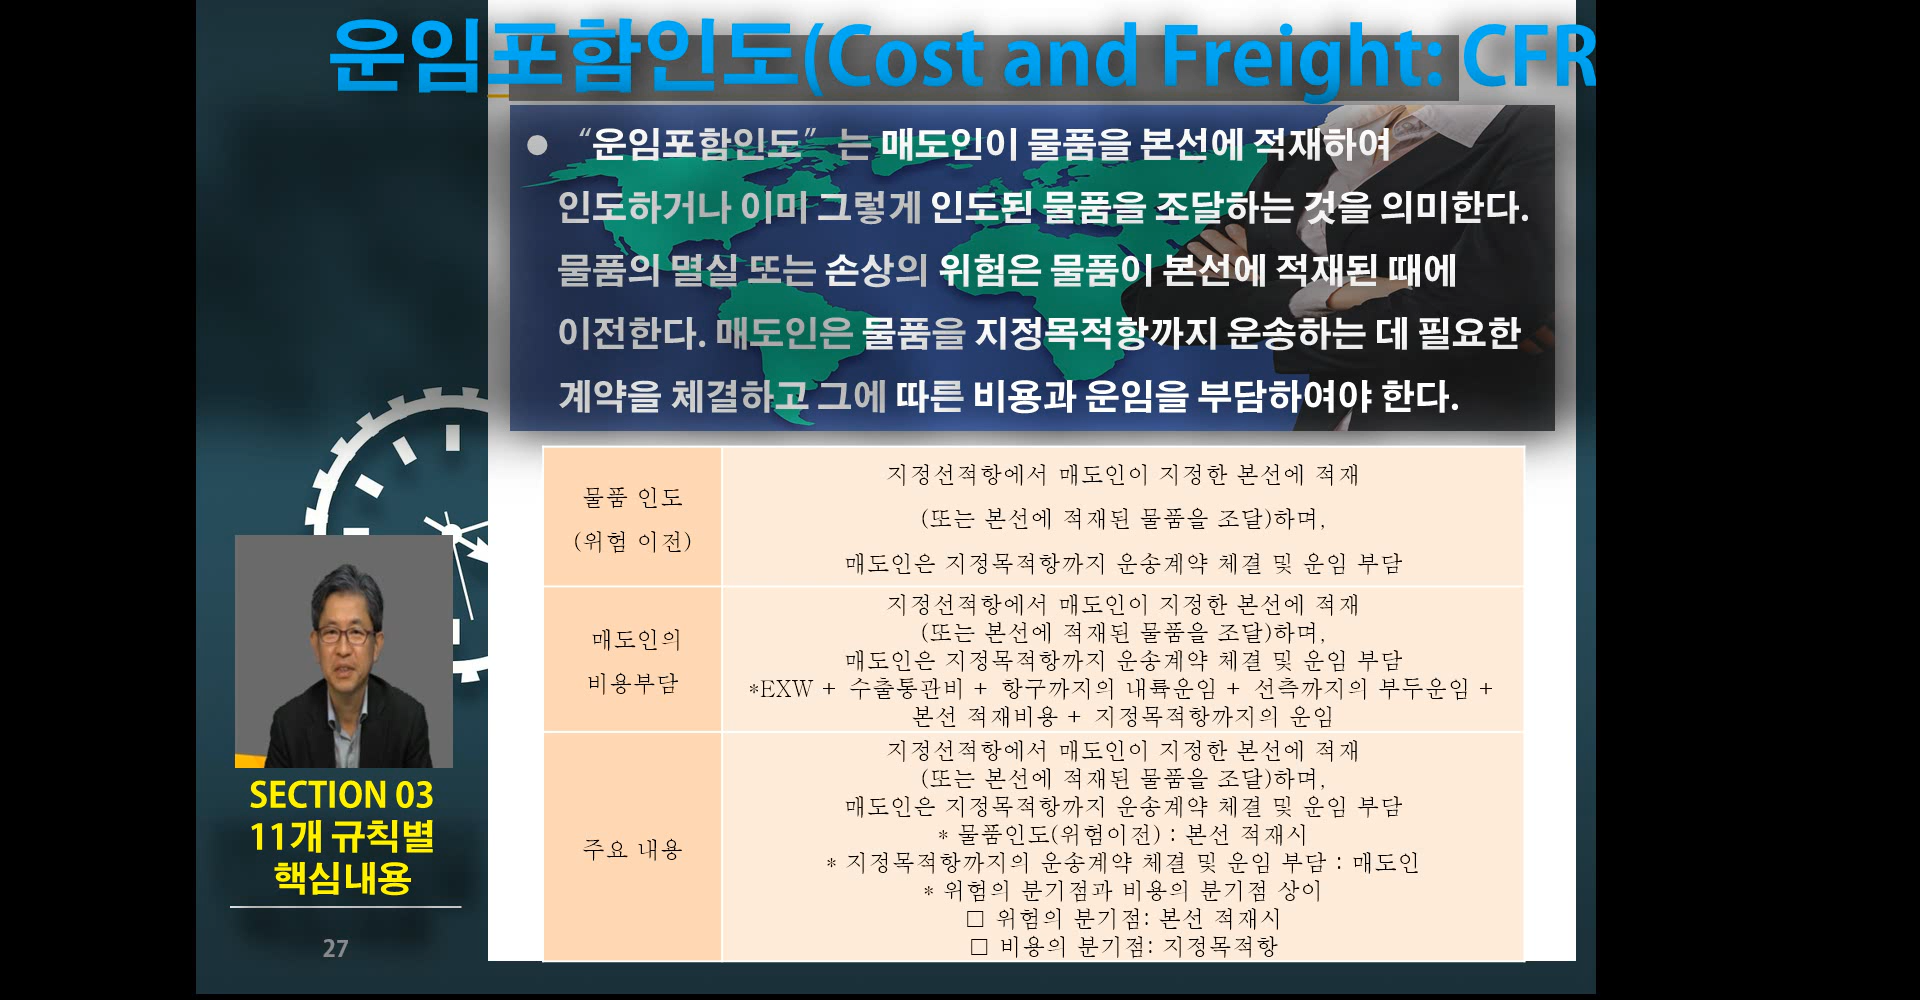 운임포함인도(Cost and Freight: CFR
● “운임포함인도”는 매도인이 물품을 본선에 적재하여
인도하거나 이미 그렇게 인도된 물품을 조달하는 것을 의미한다.
물품의 멸실 또는 손상의 위험은 물품이 본선에 적재된 때에
이전한다. 매도인은 물품을 지정목적항까지 운송하는 데 필요한
계약을 체결하고 그에 따른 비용과 운임을 부담하여야 한다.
물품 인도
(위험 이전)
지정선적항에서 매도인이 지정한 본선에 적재
(또는 본선에 적재된 물품을 조달)하며,
매도인은 지정목적항까지 운송계약 체결 및 운임 부담
매도인의
비용부담
지정선적항에서 매도인이 지정한 본선에 적재
(또는 본선에 적재된 물품을 조달)하며,
매도인은 지정목적항까지 운송계약 체결 및 운임 부담
*EXW + 수출통관비 + 항구까지의 내륙운임 + 선측까지의 부두운임 +
본선 적재비용 + 지정목적항까지의 운임
주요 내용
지정선적항에서 매도인이 지정한 본선에 적재
(또는 본선에 적재된 물품을 조달)하며,
매도인은 지정목적항까지 운송계약 체결 및 운임 부담
* 물품인도(위험이전) : 본선 적재시
* 지정목적항까지의 운송계약 체결 및 운임 부담 : 매도인
* 위험의 분기점과 비용의 분기점 상이
□ 위험의 분기점: 본선 적재시
□ 비용의 분기점: 지정목적항
SECTION 03
11개 규칙별
핵심내용
27